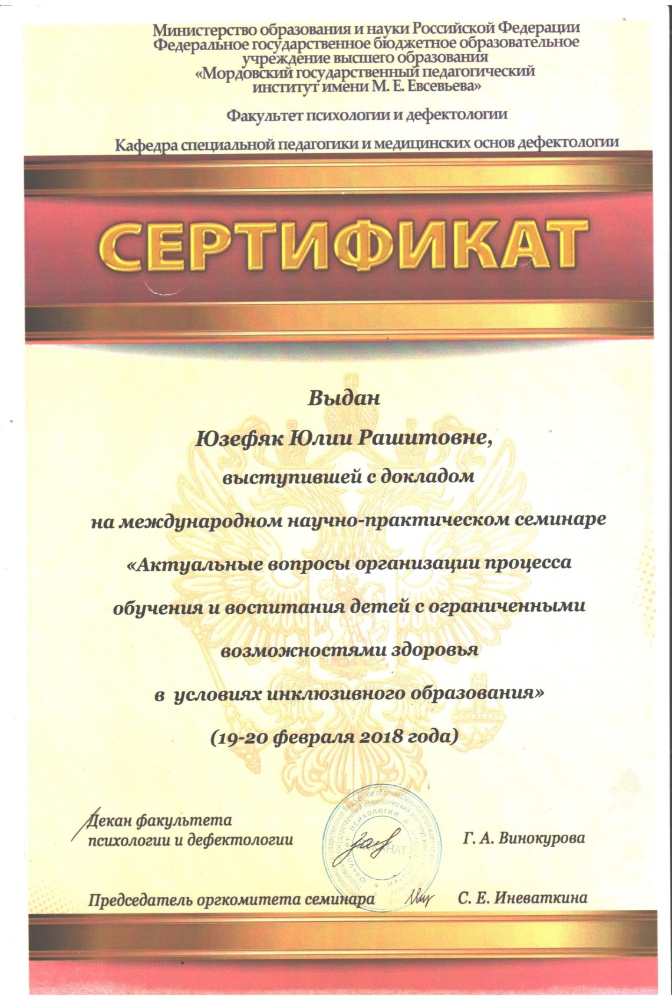 Министерство образования и науки Российской Федерации
Федеральное государственное бюджетное образовательное
учреждение высшего образования
«Мордовский государственный педагогический
институт имени М. Е. Евсевьева»
Факультет психологии и дефектологии
Кафедра специальной педагогики и медицинских основ дефектологии
СЕРТИФИКАТ
Выдан
Юзефяк Юлии Рашитовне,
выступившей с докладом
на международном научно-практическом семинаре
«Актуальные вопросы организации процесса
обучения и воспитания детей с ограниченными
возможностями здоровья
в условиях инклюзивного образования»
(19-20 февраля 2018 года)
Декан факультета
психологии и дефектологии
Г. А. Винокурова
Председатель оргкомитета семинара
С. Е. Иневаткина